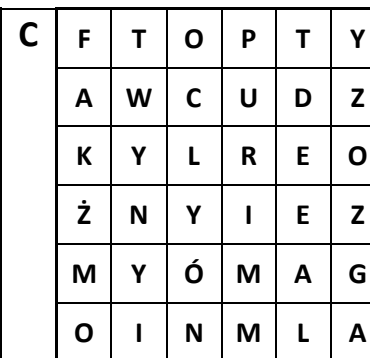 C F T O P T Y
A W C U D Z
K Y L R E O
Ż N Y I E Z
M Y Ó M A G
O I N M L A